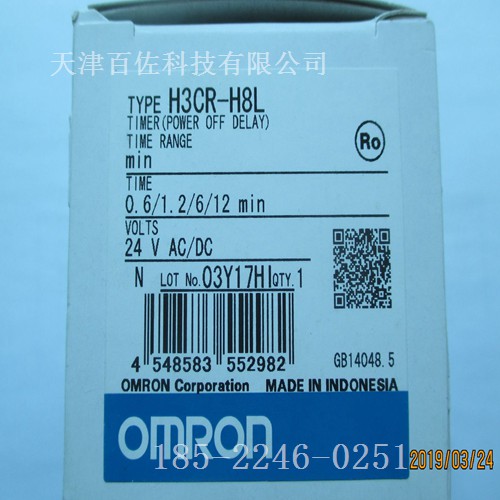 天津百佐科技有限公司
TYPE H3CR-H8L
TIMER(POWER OFF DELAY)
TIME RANGE
min
Ro
TIME
0.6/1.2/6/12 min
VOLTS
24 V AC/DC
N LOT No. 03Y17HI QTY. 1
4 548583 552982
GB14048.5
OMRON Corporation MADE IN INDONESIA
OMRON
185-2246-0251
2019/03/24